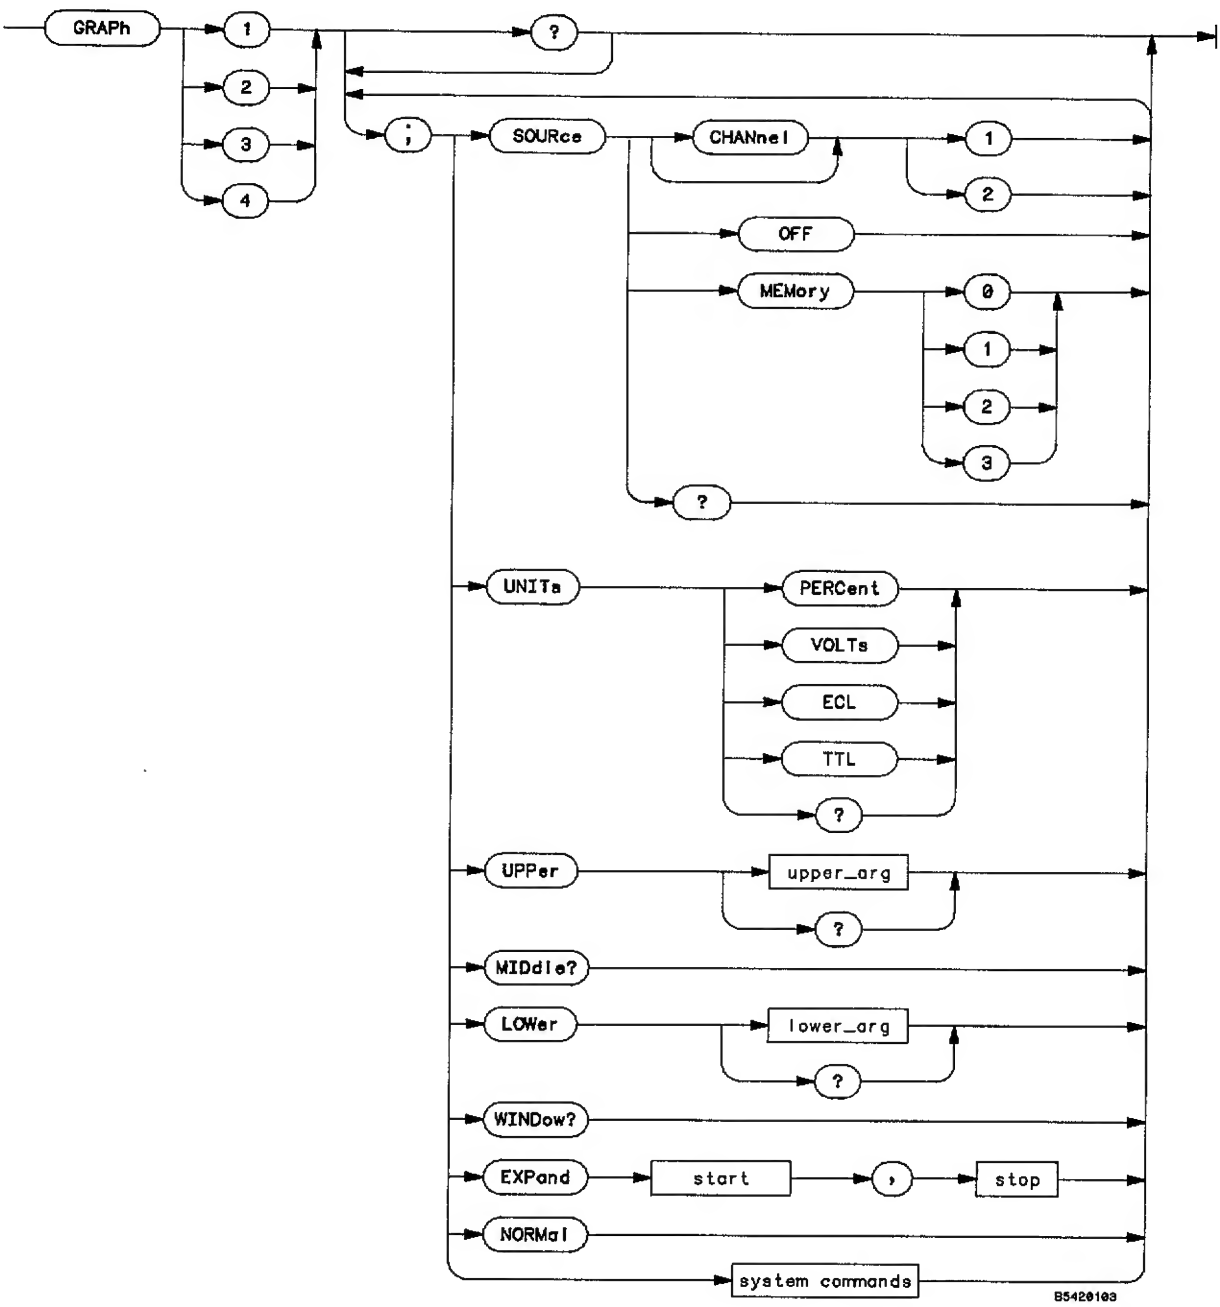 GRAPh 1 ?
2
; SOURce CHANnel 1
3
4 2
OFF
MEMory 0
1
2
3
?
UNITs PERCent
VOLTs
ECL
TTL
?
UPPer upper_arg
?
MIDdle?
LOWer lower_arg
?
WINDow?
EXPand start , stop
NORMal
system commands
B5420103